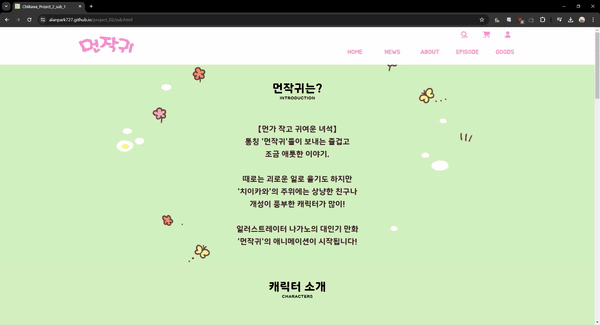 Chiikawa_Project_2_sub_1
alanpark727.github.io/project_02/sub.html
먼작귀
HOME NEWS ABOUT EPISODE GOODS
먼작귀는?
INTRODUCTION
[먼가 작고 귀여운 녀석]
통칭 '먼작귀'들이 보내는 즐겁고
조금 애틋한 이야기.
때로는 괴로운 일로 울기도 하지만
'치이카와'의 주위에는 상냥한 친구나
개성이 풍부한 캐릭터가 많이!
일러스트레이터 나가노의 대인기 만화
'먼작귀'의 애니메이션이 시작됩니다!
캐릭터 소개
CHARACTERS